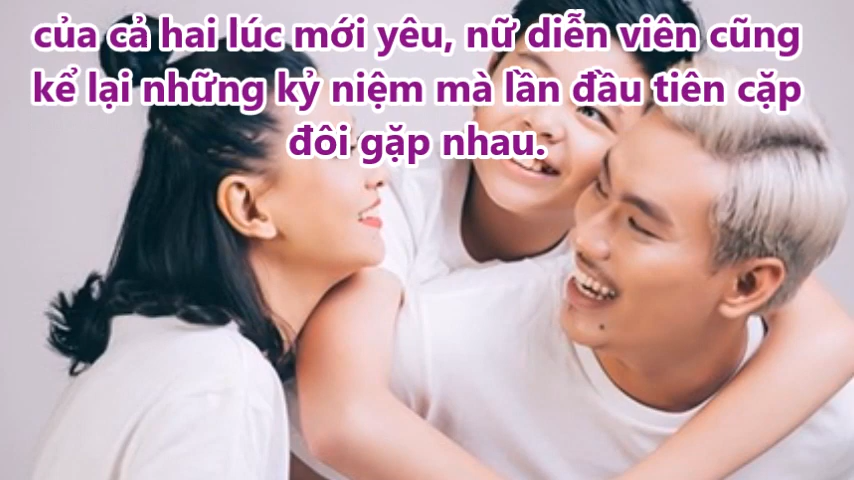 của cả hai lúc mới yêu, nữ diễn viên cũng
kể lại những kỷ niệm mà lần đầu tiên cặp
đôi gặp nhau.